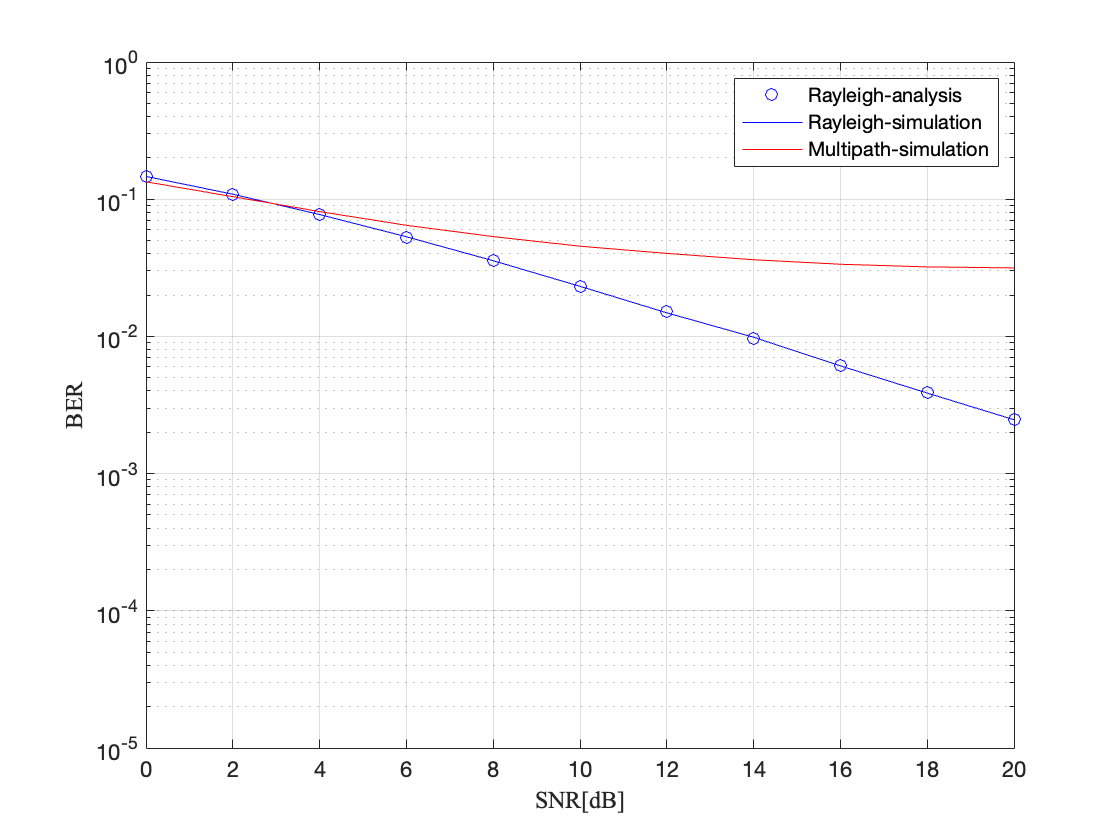 10^0
10^-1
10^-2
10^-3
10^-4
10^-5
BER
0 2 4 6 8 10 12 14 16 18 20
SNR[dB]
Rayleigh-analysis
Rayleigh-simulation
Multipath-simulation